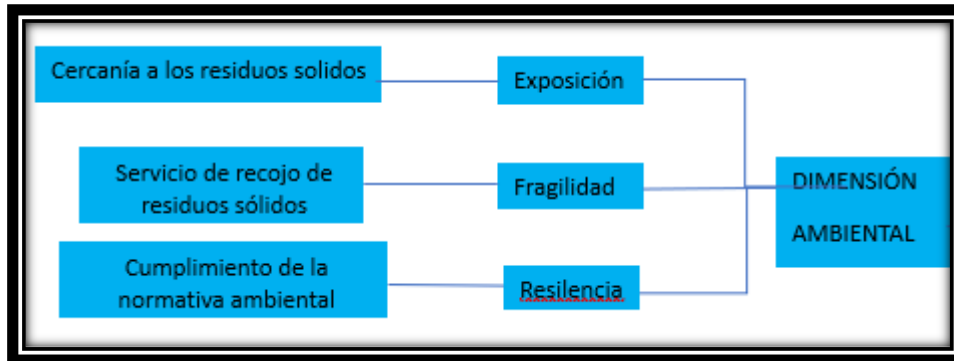 Cercanía a los residuos solidos
Exposición
Servicio de recojo de
residuos sólidos
Fragilidad
DIMENSIÓN
AMBIENTAL
Cumplimiento de la
normativa ambiental
Resilencia